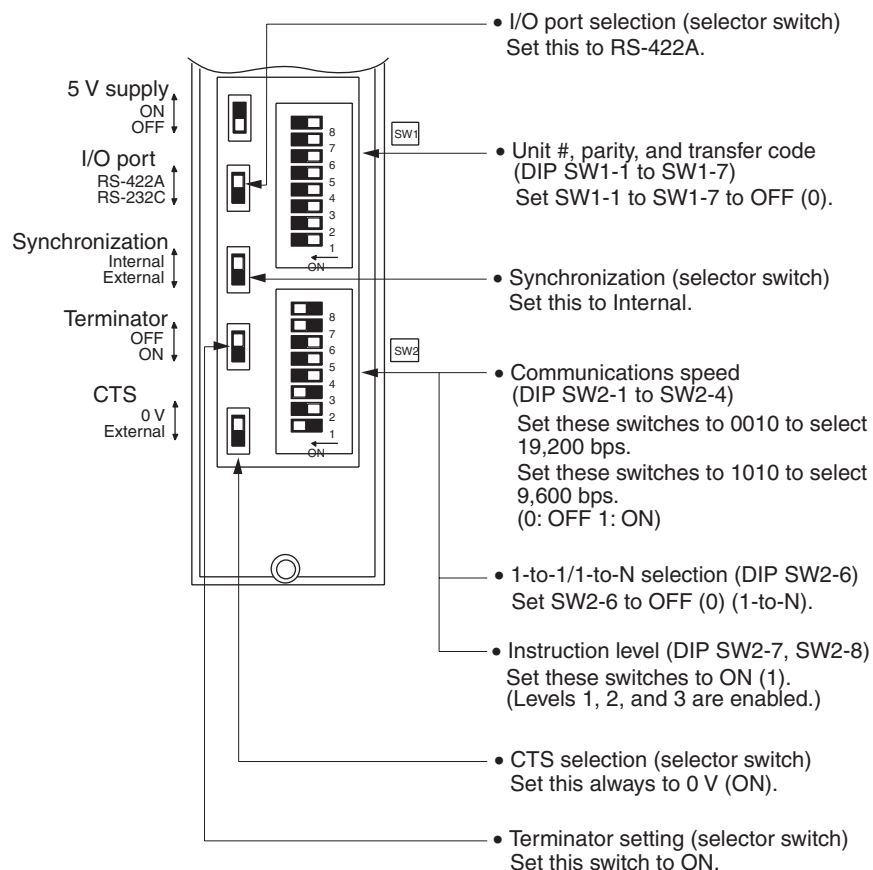 5 V supply
ON
OFF
I/O port
RS-422A
RS-232C
Synchronization
Internal
External
Terminator
OFF
ON
CTS
0 V
External
8
7
6
5
4
3
2
1
ON
SW1
8
7
6
5
4
3
2
1
ON
SW2
• I/O port selection (selector switch)
Set this to RS-422A.
• Unit #, parity, and transfer code
(DIP SW1-1 to SW1-7)
Set SW1-1 to SW1-7 to OFF (0).
• Synchronization (selector switch)
Set this to Internal.
• Communications speed
(DIP SW2-1 to SW2-4)
Set these switches to 0010 to select
19,200 bps.
Set these switches to 1010 to select
9,600 bps.
(0: OFF 1: ON)
• 1-to-1/1-to-N selection (DIP SW2-6)
Set SW2-6 to OFF (0) (1-to-N).
• Instruction level (DIP SW2-7, SW2-8)
Set these switches to ON (1).
(Levels 1, 2, and 3 are enabled.)
• CTS selection (selector switch)
Set this always to 0 V (ON).
• Terminator setting (selector switch)
Set this switch to ON.